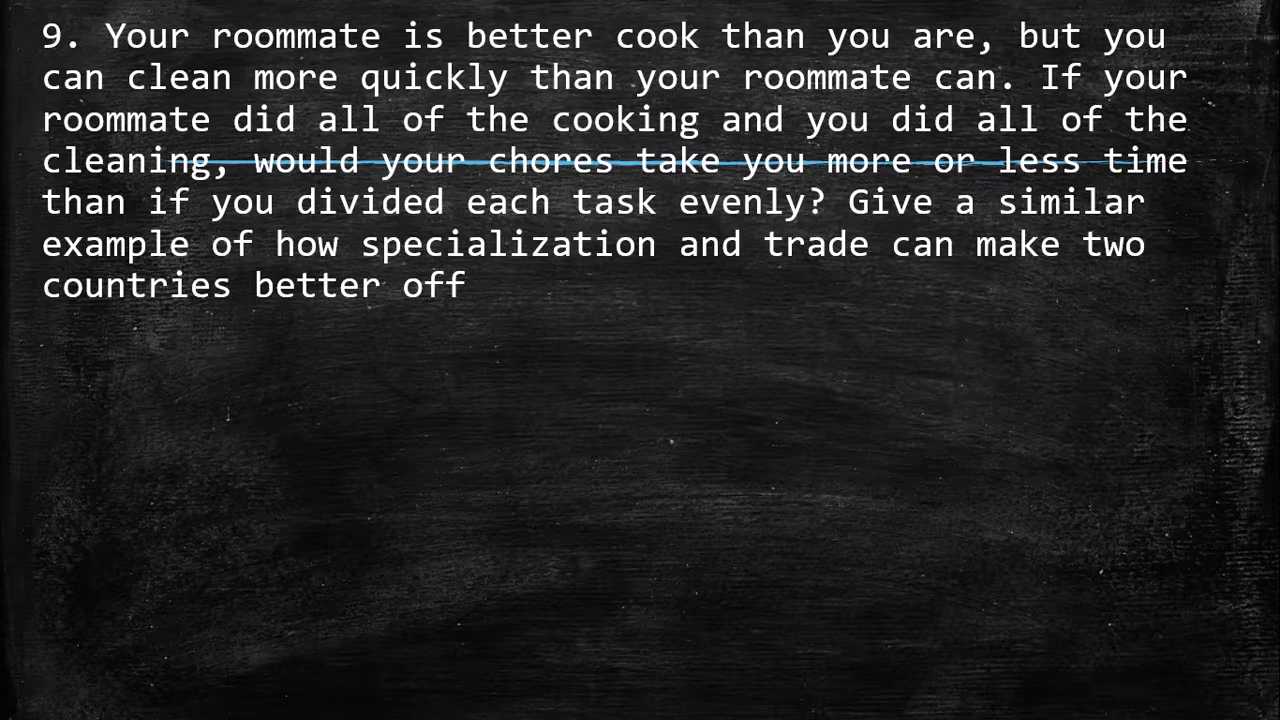 9. Your roommate is better cook than you are, but you
can clean more quickly than your roommate can. If your
roommate did all of the cooking and you did all of the
cleaning, would your chores take you more or less time
than if you divided each task evenly? Give a similar
example of how specialization and trade can make two
countries better off